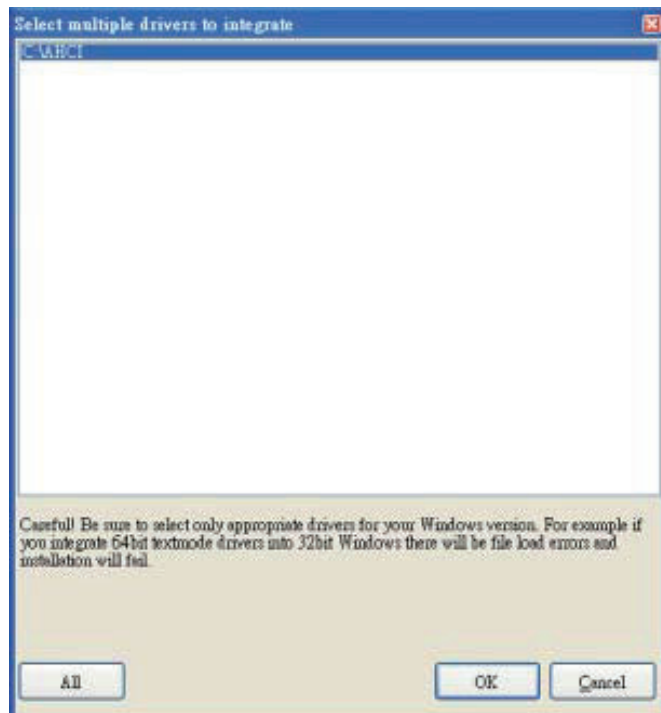 Select multiple drivers to integrate
C:\AHCI
Careful! Be sure to select only appropriate drivers for your Windows version. For example if
you integrate 64bit textmode drivers into 32bit Windows there will be file load errors and
installation will fail.
All OK Cancel